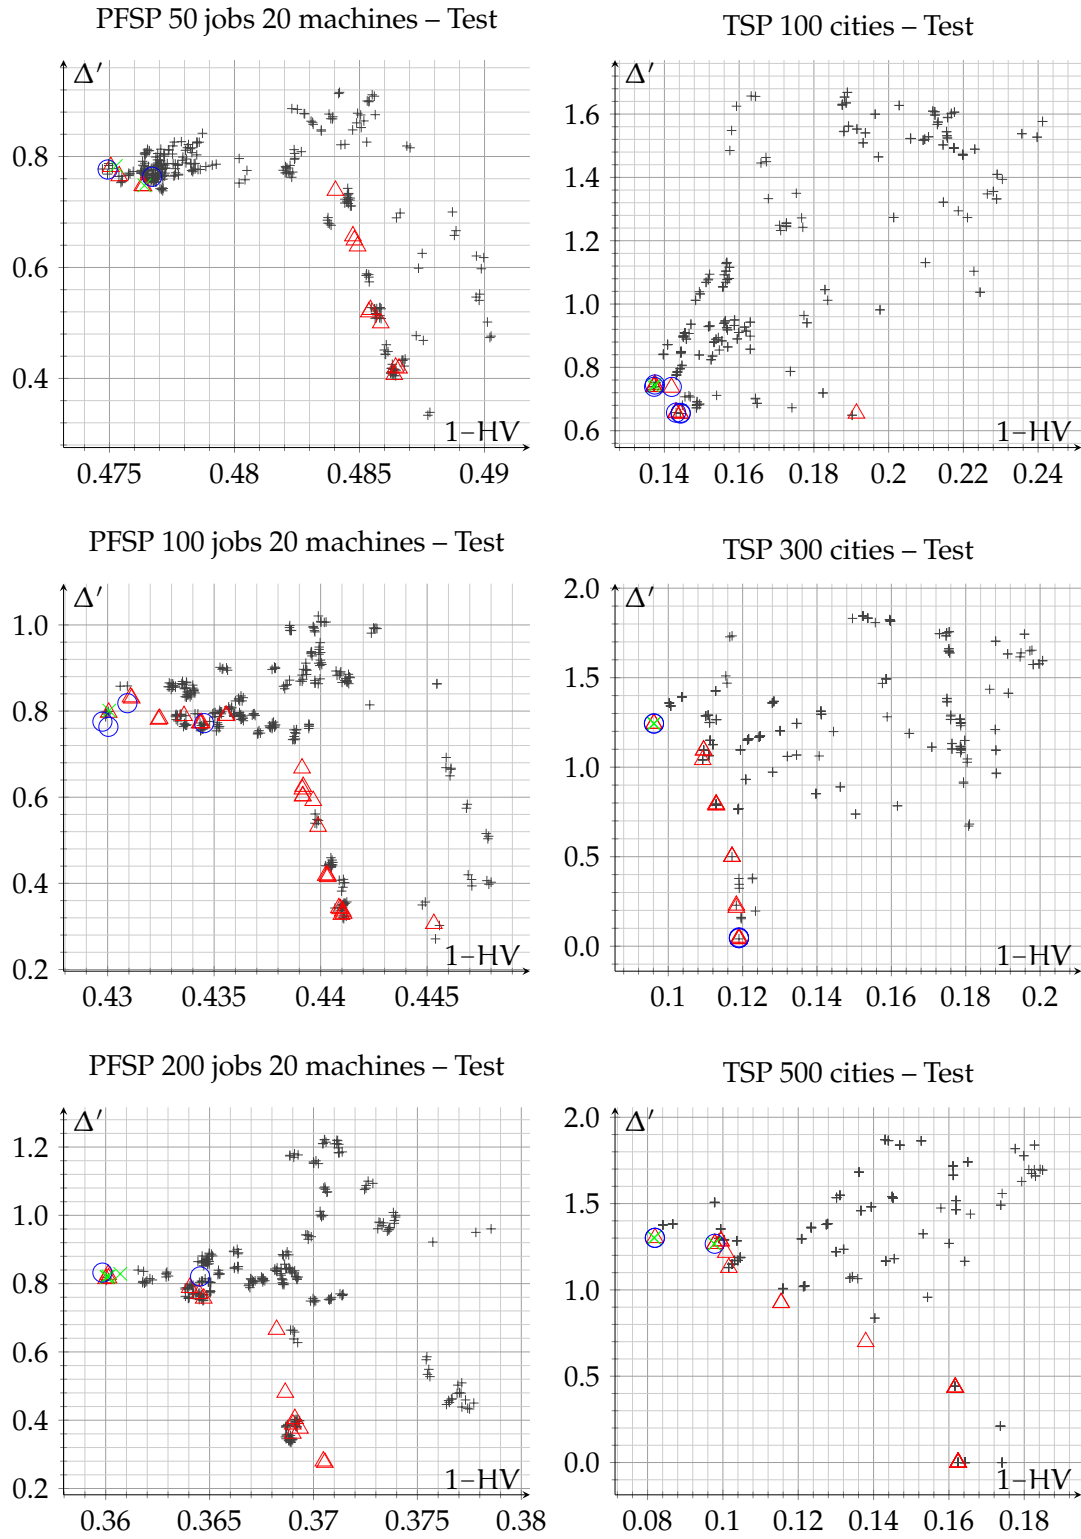 PFSP 50 jobs 20 machines – Test
Δ′
0.8
0.6
0.4
1−HV
0.475 0.48 0.485 0.49
TSP 100 cities – Test
Δ′
1.6
1.4
1.2
1.0
0.8
0.6
1−HV
0.14 0.16 0.18 0.2 0.22 0.24
PFSP 100 jobs 20 machines – Test
Δ′
1.0
0.8
0.6
0.4
0.2
1−HV
0.43 0.435 0.44 0.445
TSP 300 cities – Test
2.0
Δ′
1.5
1.0
0.5
0.0
1−HV
0.1 0.12 0.14 0.16 0.18 0.2
PFSP 200 jobs 20 machines – Test
Δ′
1.2
1.0
0.8
0.6
0.4
0.2
1−HV
0.36 0.365 0.37 0.375 0.38
TSP 500 cities – Test
2.0
Δ′
1.5
1.0
0.5
0.0
1−HV
0.08 0.1 0.12 0.14 0.16 0.18